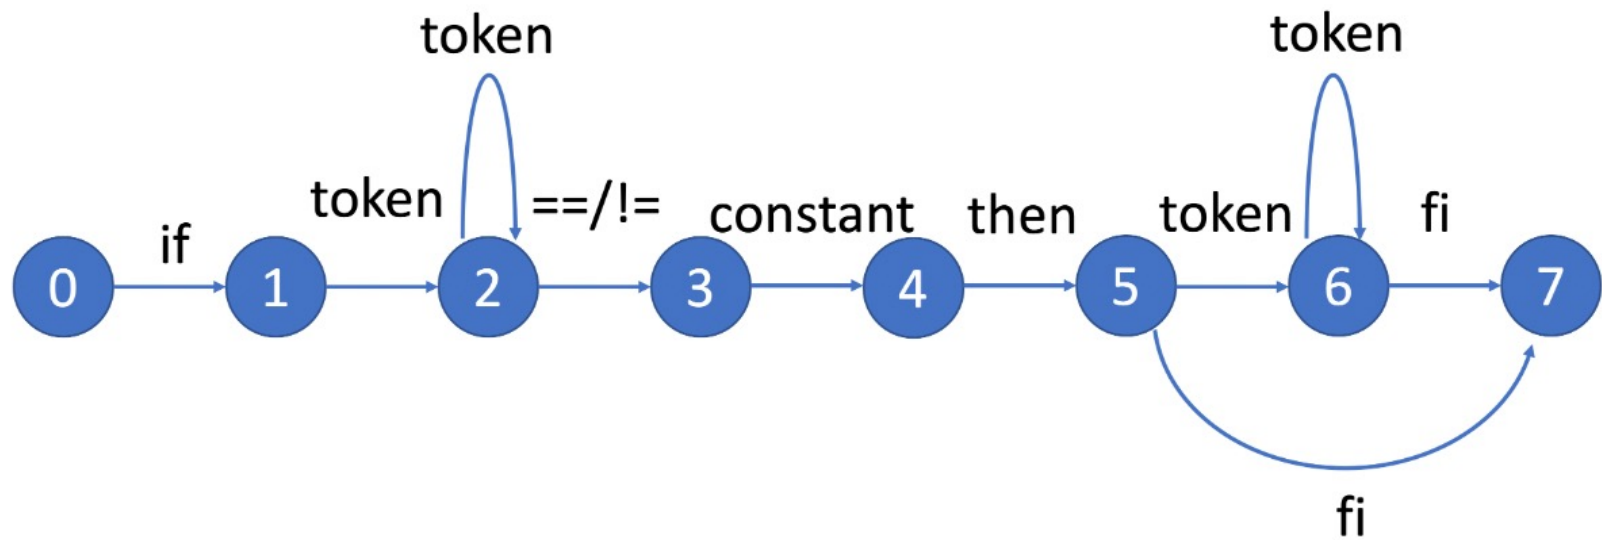 token token
token ==/!= constant then token fi
if
0 1 2 3 4 5 6 7
fi